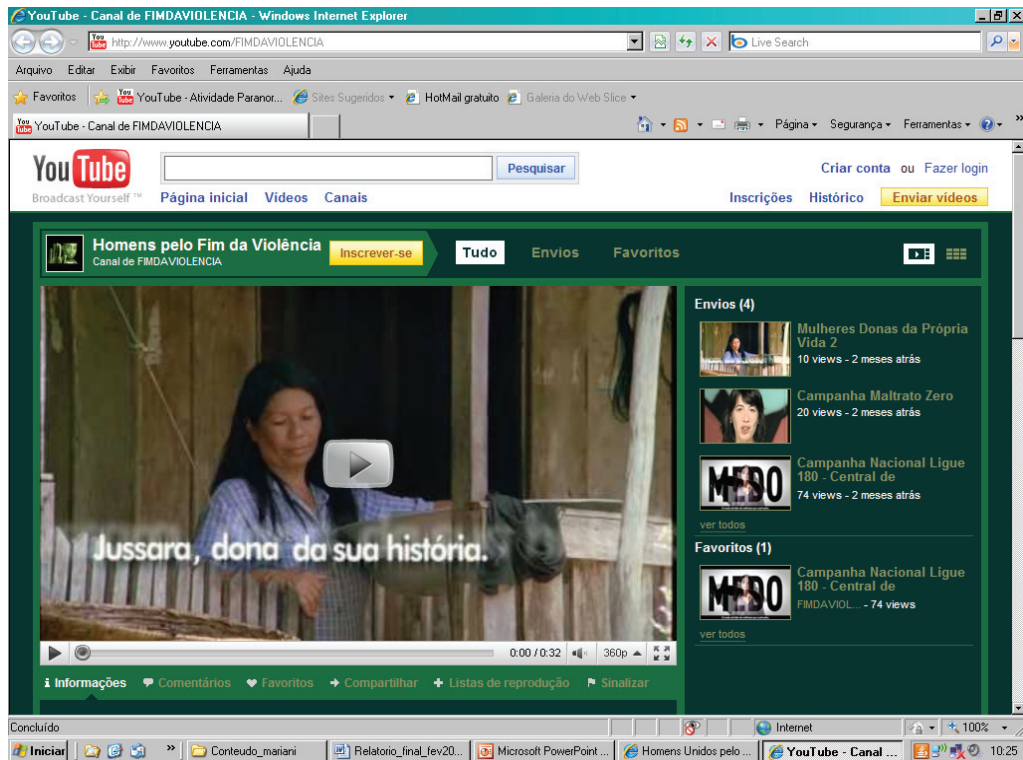 YouTube - Canal de FIMDAVIOLENCIA - Windows Internet Explorer
http://www.youtube.com/FIMDAVIOLENCIA
Live Search
Arquivo Editar Exibir Favoritos Ferramentas Ajuda
Favoritos YouTube - Atividade Paranor... Sites Sugeridos HotMail gratuito Galeria do Web Slice
YouTube - Canal de FIMDAVIOLENCIA
Página Segurança Ferramentas »
YouTube
Pesquisar
Criar conta ou Fazer login
Broadcast Yourself ™
Página inicial Vídeos Canais
Inscrições Histórico Enviar vídeos
Homens pelo Fim da Violência
Canal de FIMDAVIOLENCIA
Inscrever-se
Tudo Envios Favoritos
Jussara, dona da sua história.
0:00 / 0:32 360p
Informações Comentários Favoritos Compartilhar Listas de reprodução Sinalizar
Envios (4)
Mulheres Donas da Própria
Vida 2
10 views - 2 meses atrás
Campanha Maltrato Zero
20 views - 2 meses atrás
MEDO
Campanha Nacional Ligue
180 - Central de
74 views - 2 meses atrás
ver todos
Favoritos (1)
MEDO
Campanha Nacional Ligue
180 - Central de
FIMDAVIOL... - 74 views
ver todos
Concluído
Internet
100%
Iniciar » Conteudo_mariani Relatorio_final_fev20... Microsoft PowerPoint ... Homens Unidos pelo ... YouTube - Canal ... 10:25